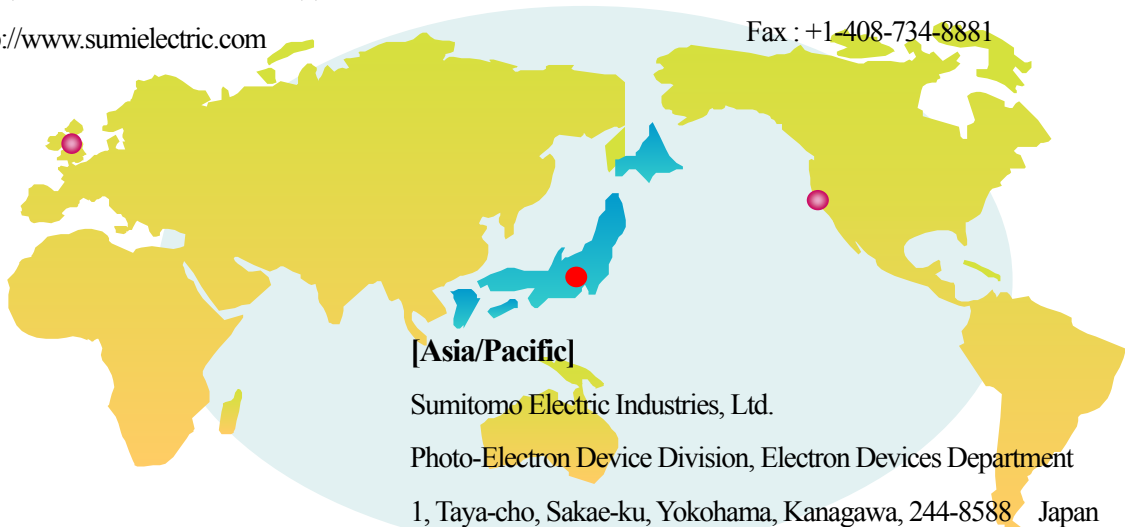 ://www.sumielectric.com
Fax : +1-408-734-8881
[Asia/Pacific]
Sumitomo Electric Industries, Ltd.
Photo-Electron Device Division, Electron Devices Department
1, Taya-cho, Sakae-ku, Yokohama, Kanagawa, 244-8588 Japan